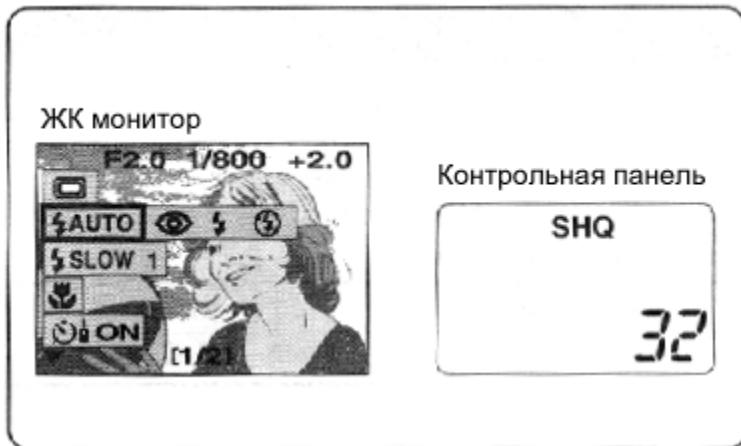 ЖК монитор
F2.0 1/800 +2.0
AUTO
SLOW 1
ON
[1/2]
Контрольная панель
SHQ
32